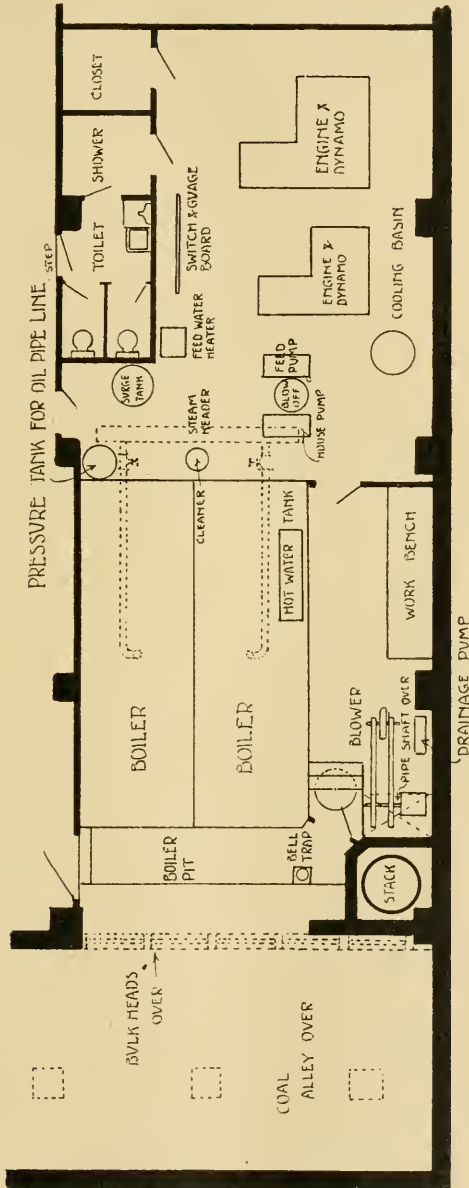 PRESSURE TANK FOR OIL PIPE LINE.
STEP
CLOSET
SHOWER
TOILET
SWITCH & GVAGE
BOARD
FEED WATER
HEATER
SURGE
TANK
ENGINE &
DYNAMO
ENGINE &
DYNAMO
COOLING BASIN
FEED
PUMP
BLOW
OFF
HOUSE PUMP
STEAM
HEADER
CLEANER
BOILER
BOILER
HOT WATER TANK
WORK BENCH
BLOWER
PIPE SHAFT OVER
DRAINAGE PUMP
BOILER
PIT
BELL
TRAP
STACK
BVLK HEADS
OVER
COAL
ALLEY OVER